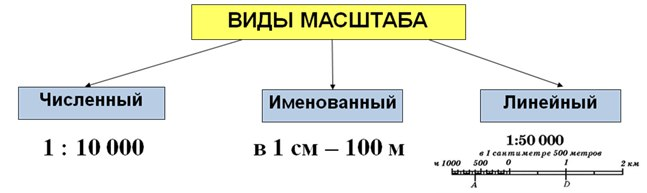 ВИДЫ МАСШТАБА
Численный
Именованный
Линейный
1 : 10 000
в 1 см – 100 м
1:50 000
в 1 сантиметре 500 метров
м 1000 500 0 1 2 км
A D